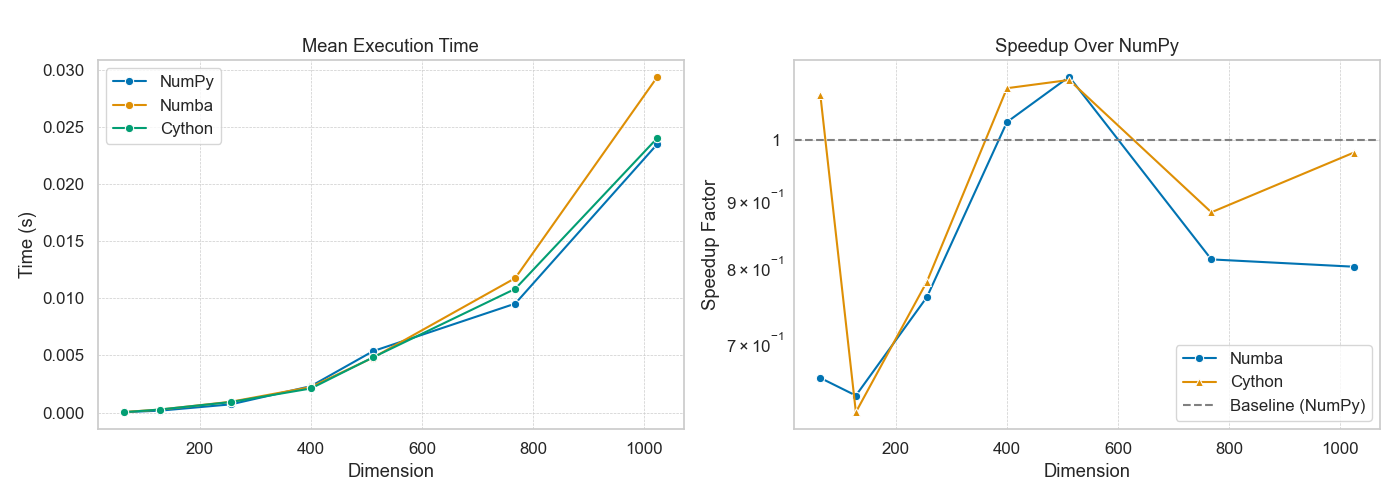 Mean Execution Time
0.030
0.025
0.020
0.015
0.010
0.005
0.000
Time (s)
NumPy
Numba
Cython
200 400 600 800 1000
Dimension
Speedup Over NumPy
1
9 × 10⁻¹
8 × 10⁻¹
7 × 10⁻¹
Speedup Factor
Numba
Cython
Baseline (NumPy)
200 400 600 800 1000
Dimension